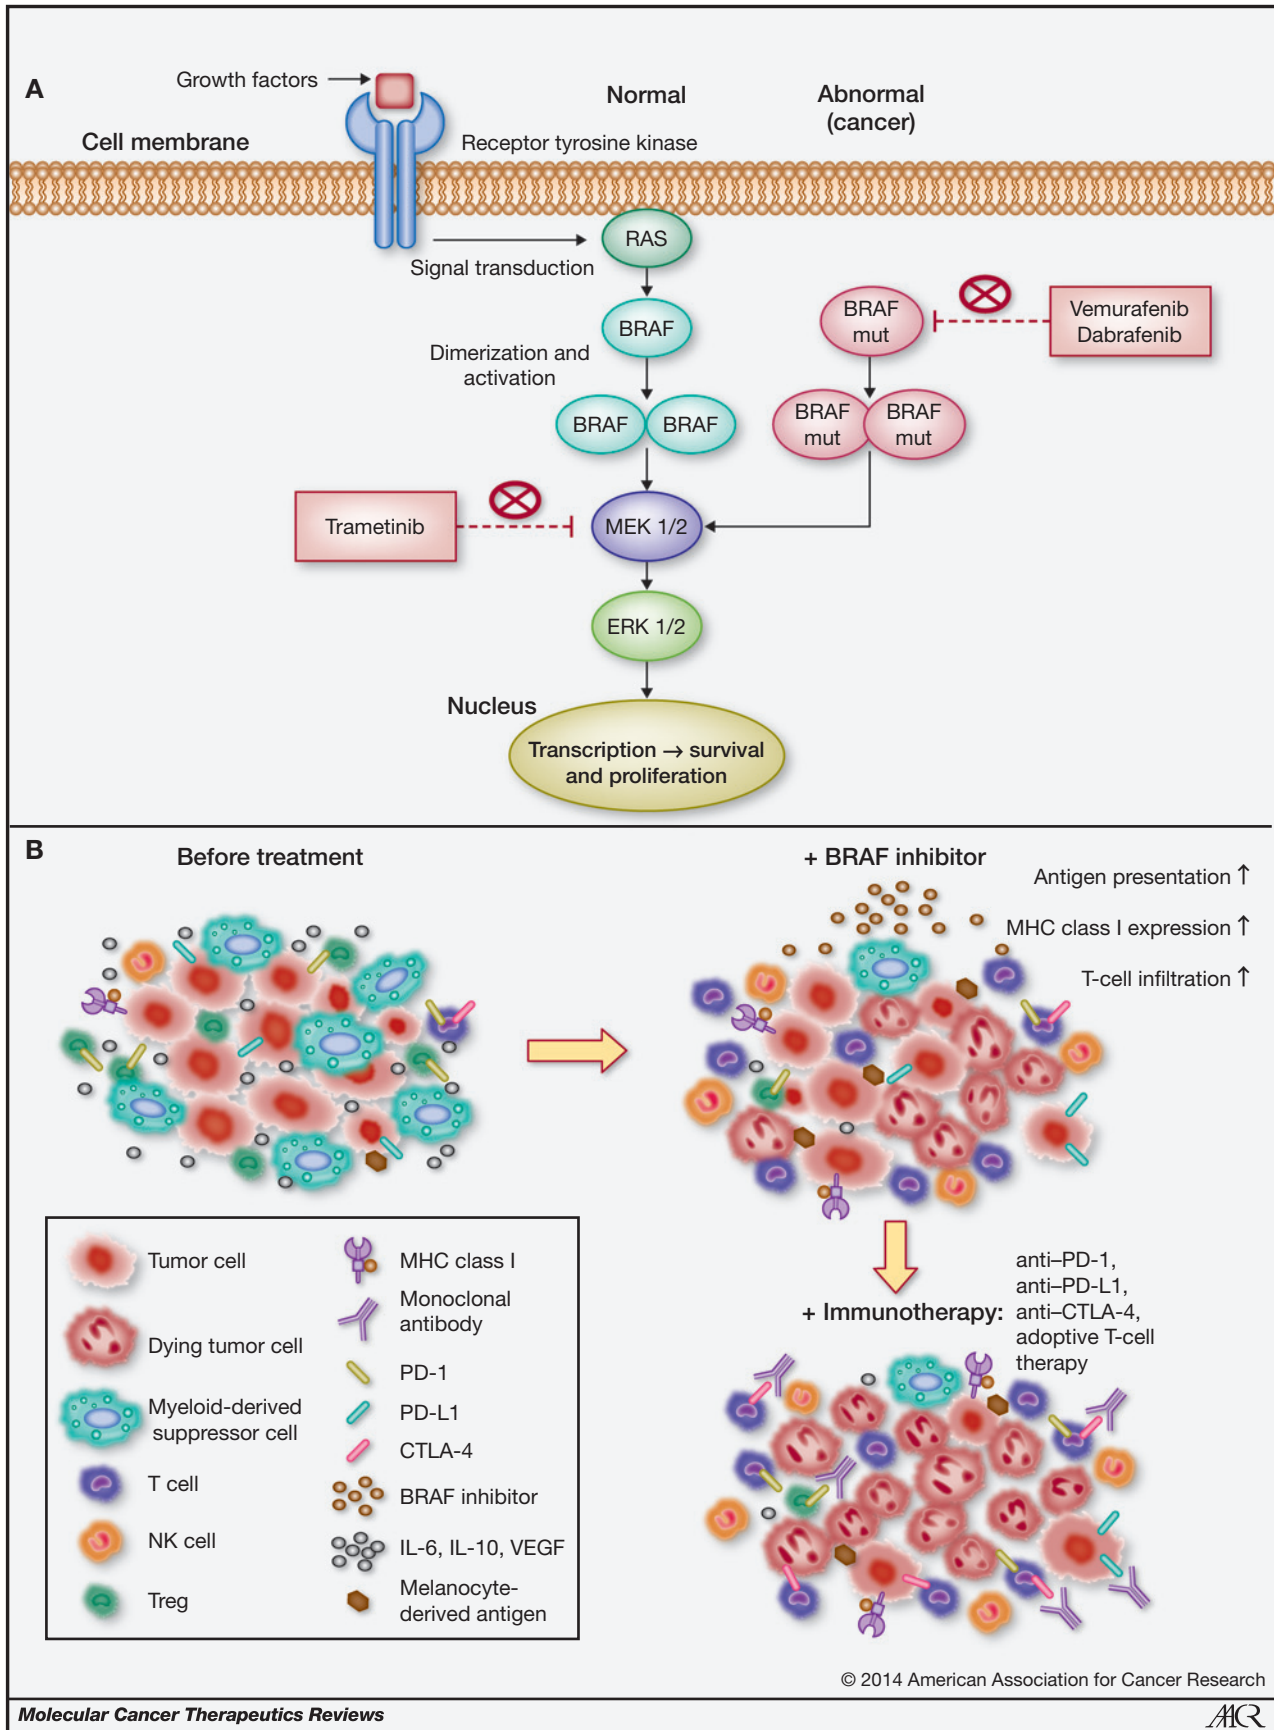 A
Growth factors
Normal
Abnormal
(cancer)
Cell membrane
Receptor tyrosine kinase
RAS
Signal transduction
BRAF
BRAF
mut
Vemurafenib
Dabrafenib
Dimerization and
activation
BRAF
BRAF
BRAF
mut
BRAF
mut
Trametinib
MEK 1/2
ERK 1/2
Nucleus
Transcription → survival
and proliferation
B
Before treatment
+ BRAF inhibitor
Antigen presentation ↑
MHC class I expression ↑
T-cell infiltration ↑
Tumor cell
Dying tumor cell
Myeloid-derived
suppressor cell
T cell
NK cell
Treg
MHC class I
Monoclonal
antibody
PD-1
PD-L1
CTLA-4
BRAF inhibitor
IL-6, IL-10, VEGF
Melanocyte-
derived antigen
+ Immunotherapy:
anti–PD-1,
anti–PD-L1,
anti–CTLA-4,
adoptive T-cell
therapy
© 2014 American Association for Cancer Research
Molecular Cancer Therapeutics Reviews
AACR